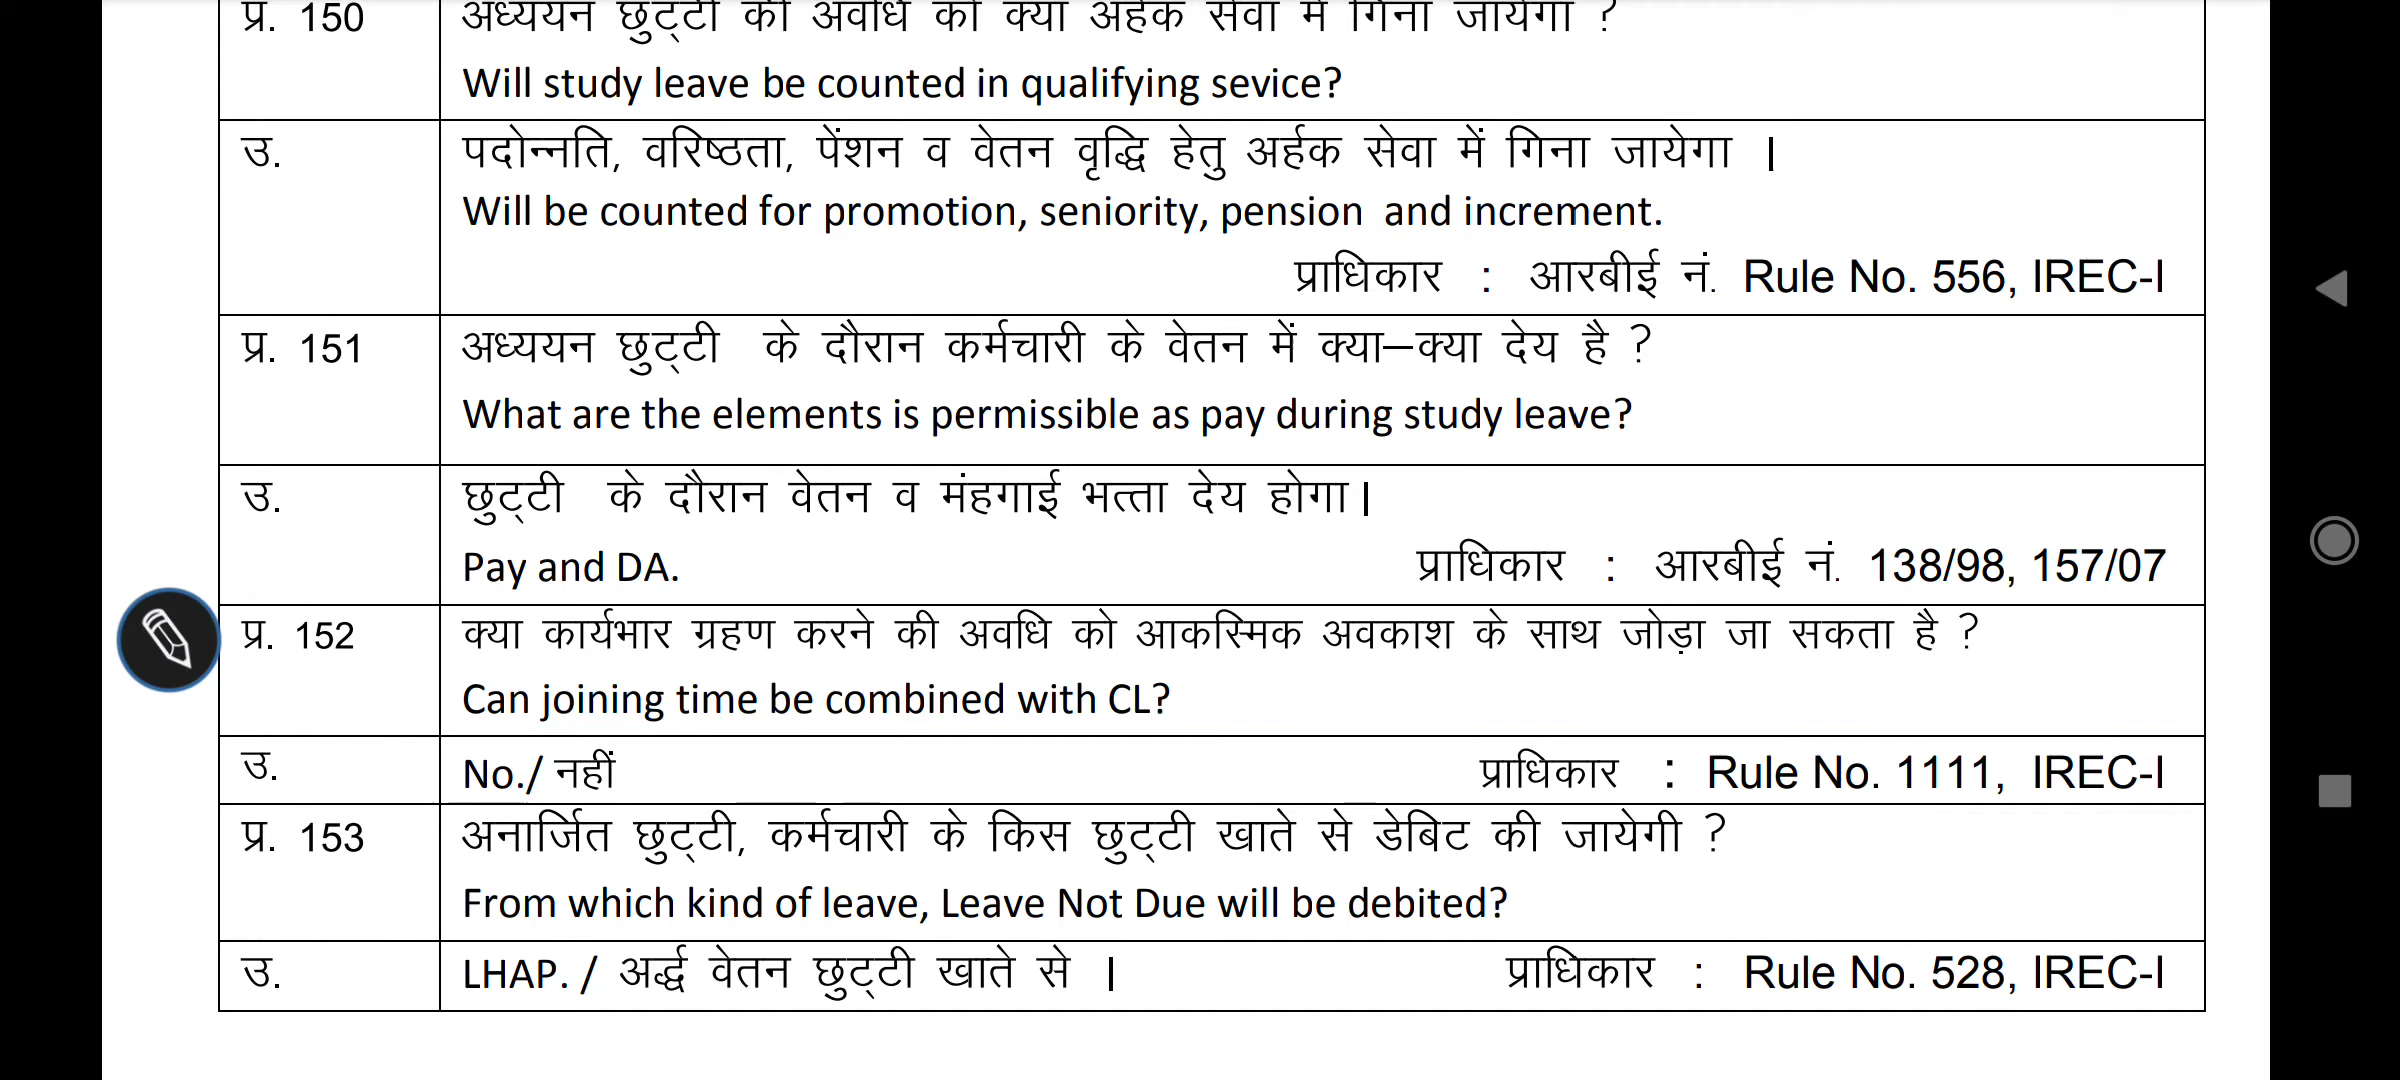 प्र. 150 अध्ययन छुट्टी की अवधि को क्या अर्हक सेवा में गिना जायेगा ?
Will study leave be counted in qualifying sevice?
उ. पदोन्नति, वरिष्ठता, पेंशन व वेतन वृद्धि हेतु अर्हक सेवा में गिना जायेगा ।
Will be counted for promotion, seniority, pension and increment.
प्राधिकार : आरबीई नं. Rule No. 556, IREC-I
प्र. 151 अध्ययन छुट्टी के दौरान कर्मचारी के वेतन में क्या–क्या देय है ?
What are the elements is permissible as pay during study leave?
उ. छुट्टी के दौरान वेतन व मंहगाई भत्ता देय होगा।
Pay and DA. प्राधिकार : आरबीई नं. 138/98, 157/07
प्र. 152 क्या कार्यभार ग्रहण करने की अवधि को आकस्मिक अवकाश के साथ जोड़ा जा सकता है ?
Can joining time be combined with CL?
उ. No./ नहीं प्राधिकार : Rule No. 1111, IREC-I
प्र. 153 अनार्जित छुट्टी, कर्मचारी के किस छुट्टी खाते से डेबिट की जायेगी ?
From which kind of leave, Leave Not Due will be debited?
उ. LHAP. / अर्द्ध वेतन छुट्टी खाते से । प्राधिकार : Rule No. 528, IREC-I